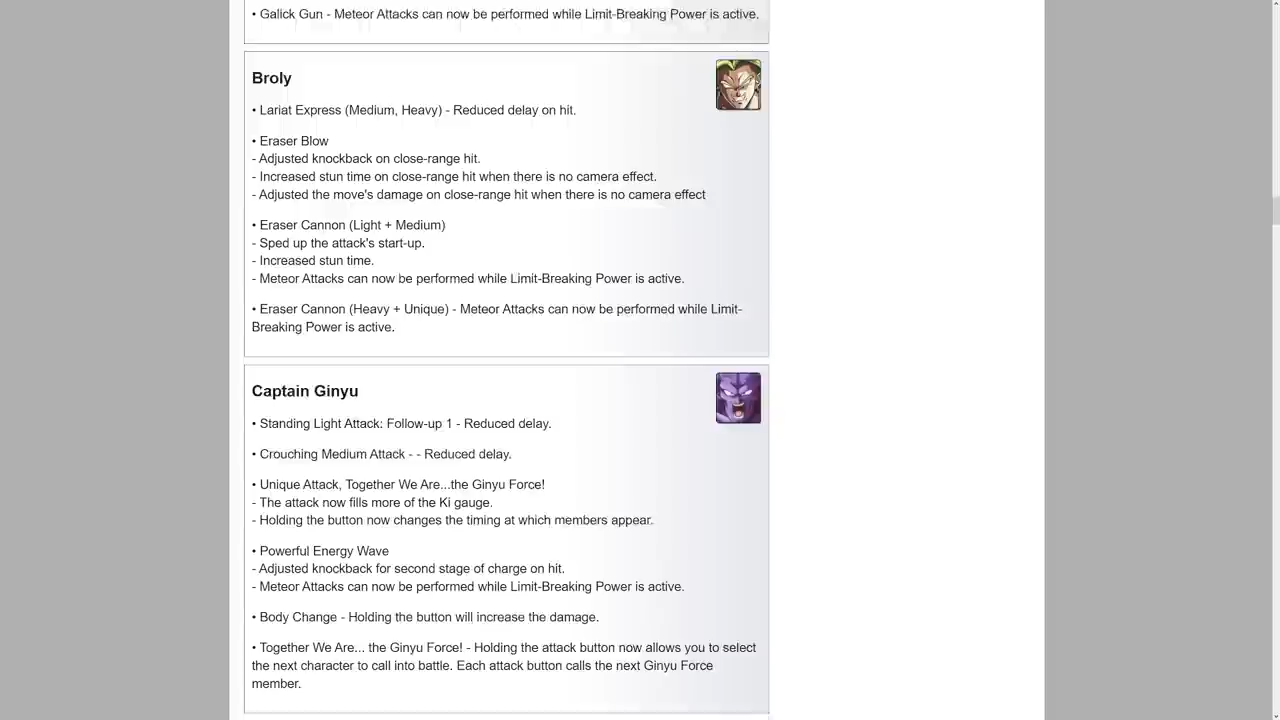 • Galick Gun - Meteor Attacks can now be performed while Limit-Breaking Power is active.
Broly
• Lariat Express (Medium, Heavy) - Reduced delay on hit.
• Eraser Blow
- Adjusted knockback on close-range hit.
- Increased stun time on close-range hit when there is no camera effect.
- Adjusted the move's damage on close-range hit when there is no camera effect
• Eraser Cannon (Light + Medium)
- Sped up the attack's start-up.
- Increased stun time.
- Meteor Attacks can now be performed while Limit-Breaking Power is active.
• Eraser Cannon (Heavy + Unique) - Meteor Attacks can now be performed while Limit-
Breaking Power is active.
Captain Ginyu
• Standing Light Attack: Follow-up 1 - Reduced delay.
• Crouching Medium Attack - - Reduced delay.
• Unique Attack, Together We Are...the Ginyu Force!
- The attack now fills more of the Ki gauge.
- Holding the button now changes the timing at which members appear.
• Powerful Energy Wave
- Adjusted knockback for second stage of charge on hit.
- Meteor Attacks can now be performed while Limit-Breaking Power is active.
• Body Change - Holding the button will increase the damage.
• Together We Are... the Ginyu Force! - Holding the attack button now allows you to select
the next character to call into battle. Each attack button calls the next Ginyu Force
member.